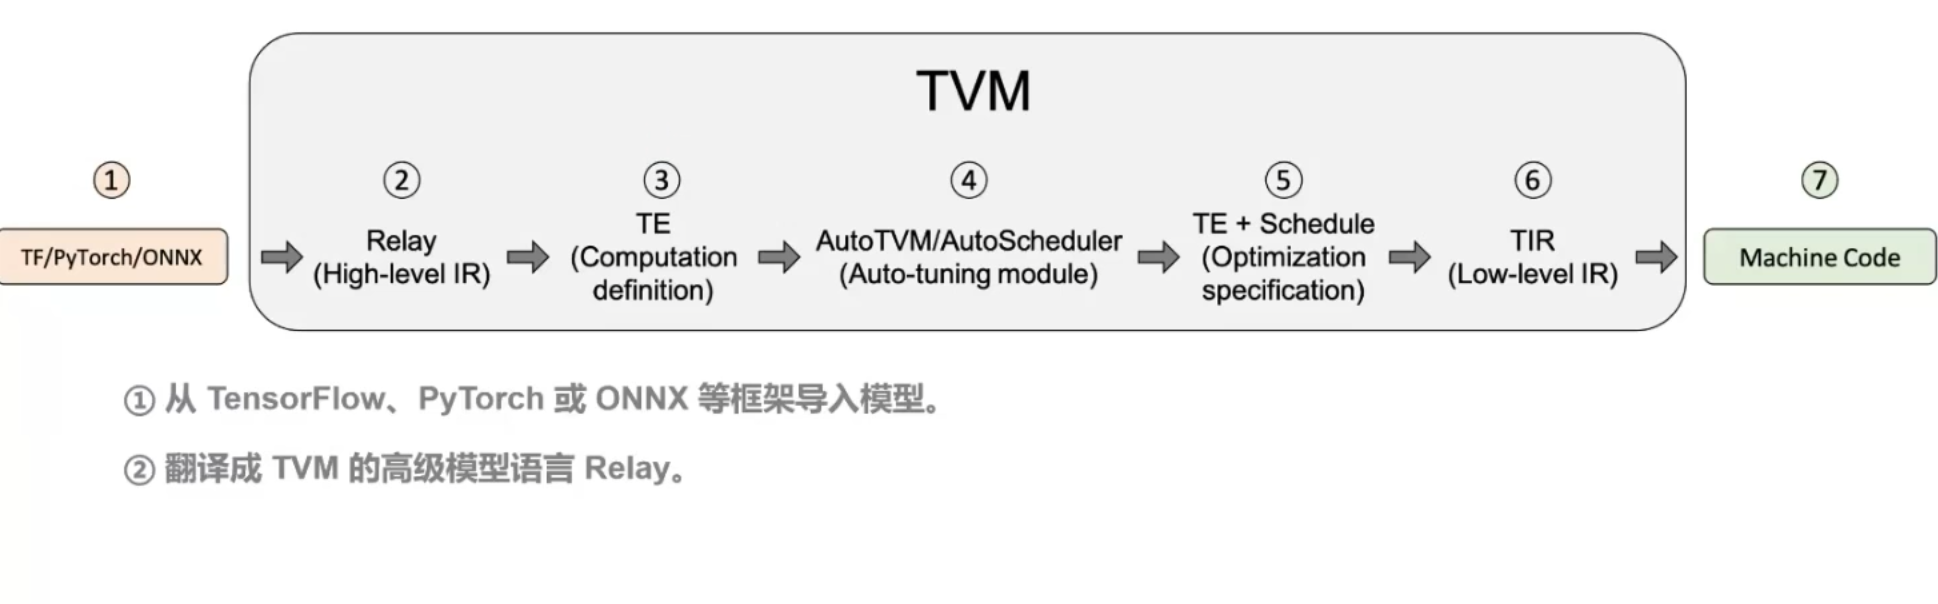 TVM
①
②
③
④
⑤
⑥
⑦
TF/PyTorch/ONNX
Relay
(High-level IR)
TE
(Computation
definition)
AutoTVM/AutoScheduler
(Auto-tuning module)
TE + Schedule
(Optimization
specification)
TIR
(Low-level IR)
Machine Code
① 从 TensorFlow、PyTorch 或 ONNX 等框架导入模型。
② 翻译成 TVM 的高级模型语言 Relay。